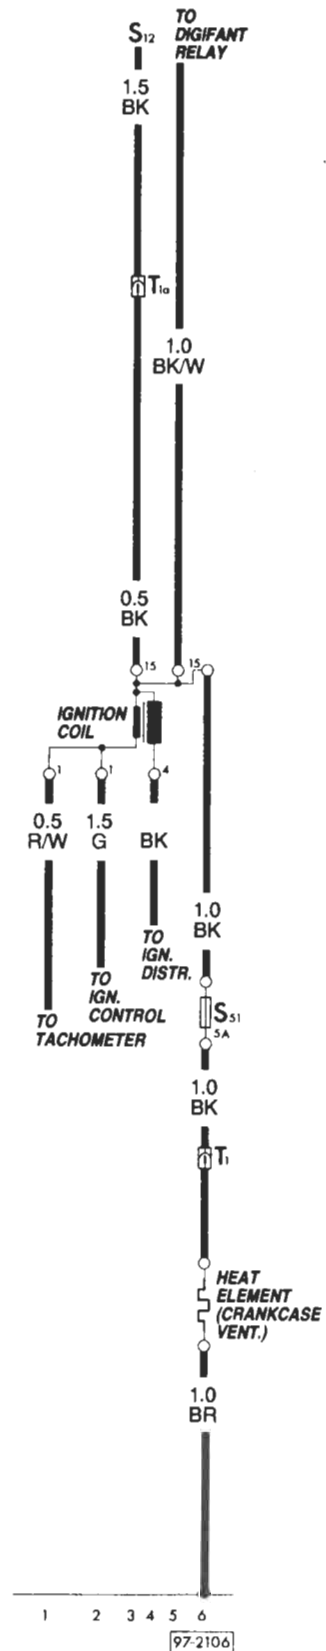 TO
DIGIFANT
RELAY
S12
1.5
BK
T1a
1.0
BK/W
0.5
BK
15
15
IGNITION
COIL
1
1
4
0.5
R/W
1.5
G
BK
1.0
BK
TO
IGN.
DISTR.
TO
IGN.
CONTROL
TO
TACHOMETER
S51
5A
1.0
BK
T1
HEAT
ELEMENT
(CRANKCASE
VENT.)
1.0
BR
1 2 3 4 5 6
97-2106